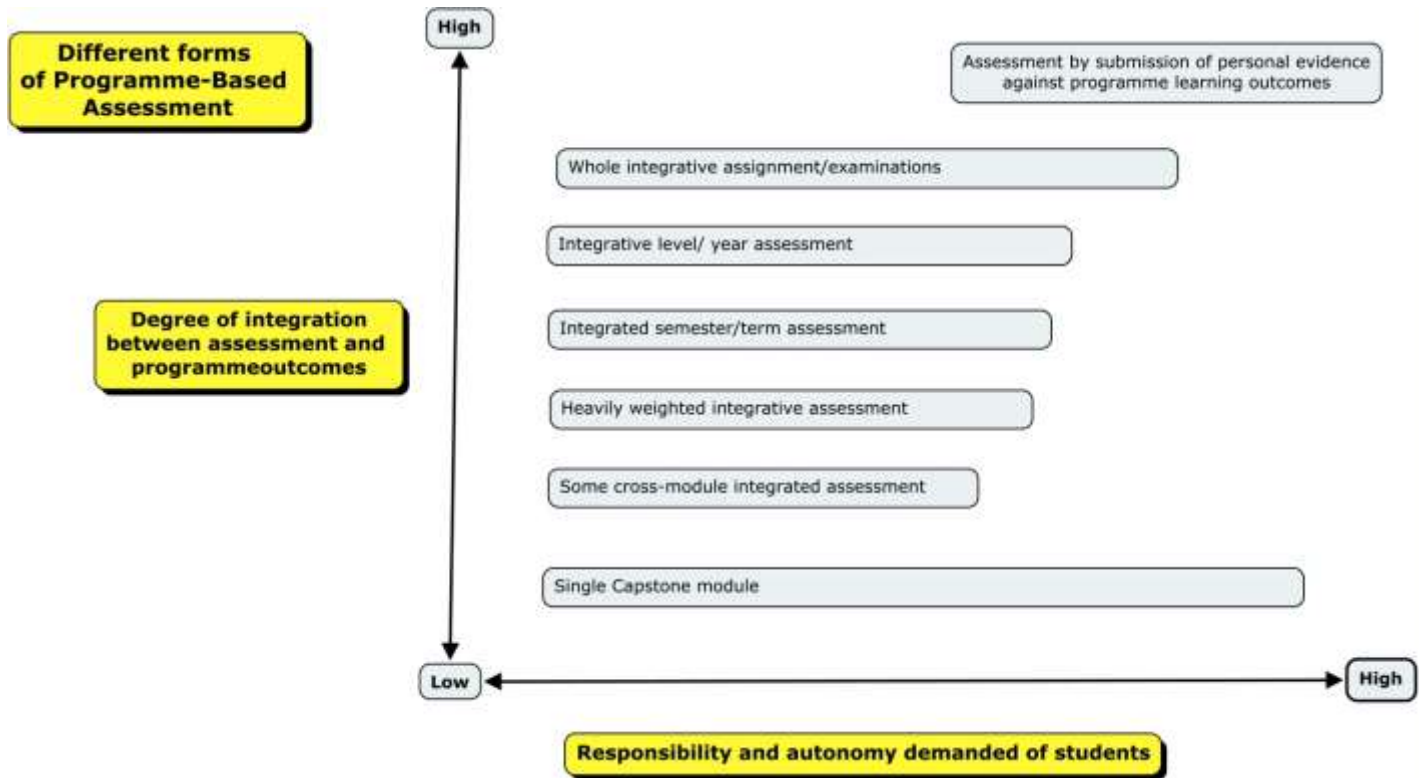 Different forms
of Programme-Based
Assessment
High
Assessment by submission of personal evidence
against programme learning outcomes
Whole integrative assignment/examinations
Integrative level/ year assessment
Degree of integration
between assessment and
programmeoutcomes
Integrated semester/term assessment
Heavily weighted integrative assessment
Some cross-module integrated assessment
Single Capstone module
Low
High
Responsibility and autonomy demanded of students